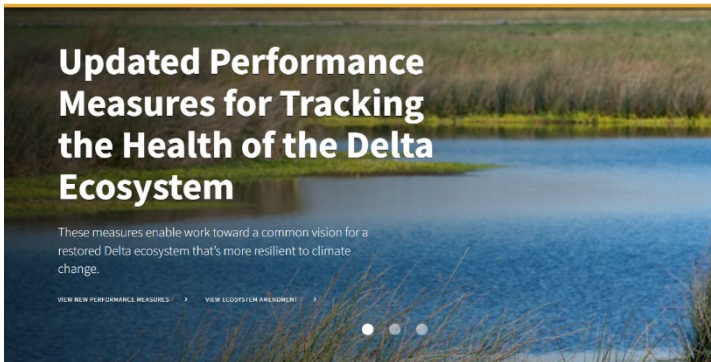 Updated Performance
Measures for Tracking
the Health of the Delta
Ecosystem
These measures enable work toward a common vision for a
restored Delta ecosystem that's more resilient to climate
change.
VIEW NEW PERFORMANCE MEASURES > VIEW ECOSYSTEM AMENDMENT >